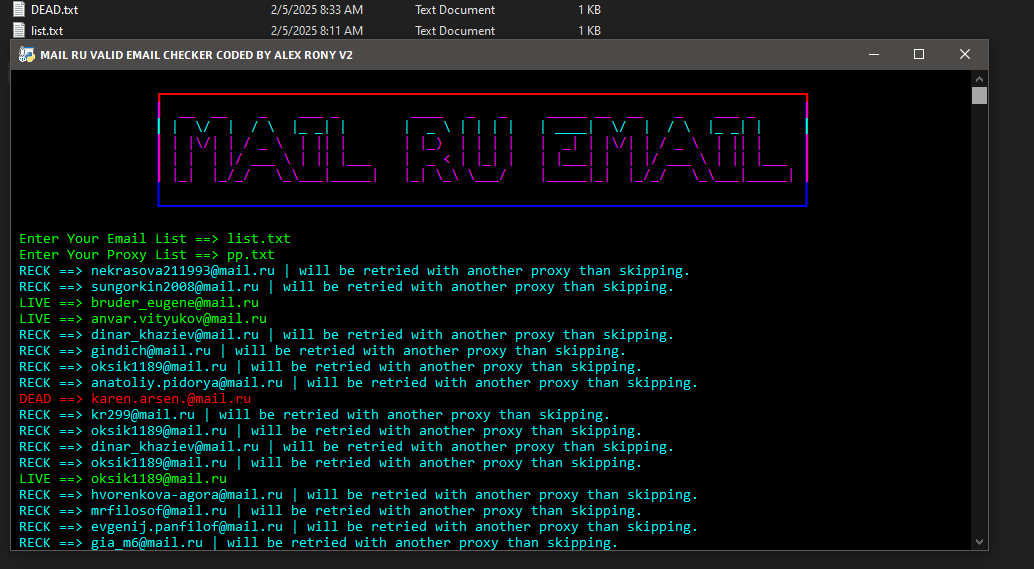 DEAD.txt 2/5/2025 8:33 AM Text Document 1 KB
list.txt 2/5/2025 8:11 AM Text Document 1 KB
MAIL RU VALID EMAIL CHECKER CODED BY ALEX RONY V2
MAIL RU EMAIL
Enter Your Email List ==> list.txt
Enter Your Proxy List ==> pp.txt
RECK ==> nekrasova211993@mail.ru | will be retried with another proxy than skipping.
RECK ==> sungorkin2008@mail.ru | will be retried with another proxy than skipping.
LIVE ==> bruder_eugene@mail.ru
LIVE ==> anvar.vityukov@mail.ru
RECK ==> dinar_khaziev@mail.ru | will be retried with another proxy than skipping.
RECK ==> gindich@mail.ru | will be retried with another proxy than skipping.
RECK ==> oksik1189@mail.ru | will be retried with another proxy than skipping.
RECK ==> anatoliy.pidorya@mail.ru | will be retried with another proxy than skipping.
DEAD ==> karen.arsen.@mail.ru
RECK ==> kr299@mail.ru | will be retried with another proxy than skipping.
RECK ==> oksik1189@mail.ru | will be retried with another proxy than skipping.
RECK ==> dinar_khaziev@mail.ru | will be retried with another proxy than skipping.
RECK ==> oksik1189@mail.ru | will be retried with another proxy than skipping.
LIVE ==> oksik1189@mail.ru
RECK ==> hvorenkova-agora@mail.ru | will be retried with another proxy than skipping.
RECK ==> mrfilosof@mail.ru | will be retried with another proxy than skipping.
RECK ==> evgenij.panfilof@mail.ru | will be retried with another proxy than skipping.
RECK ==> gia_m6@mail.ru | will be retried with another proxy than skipping.